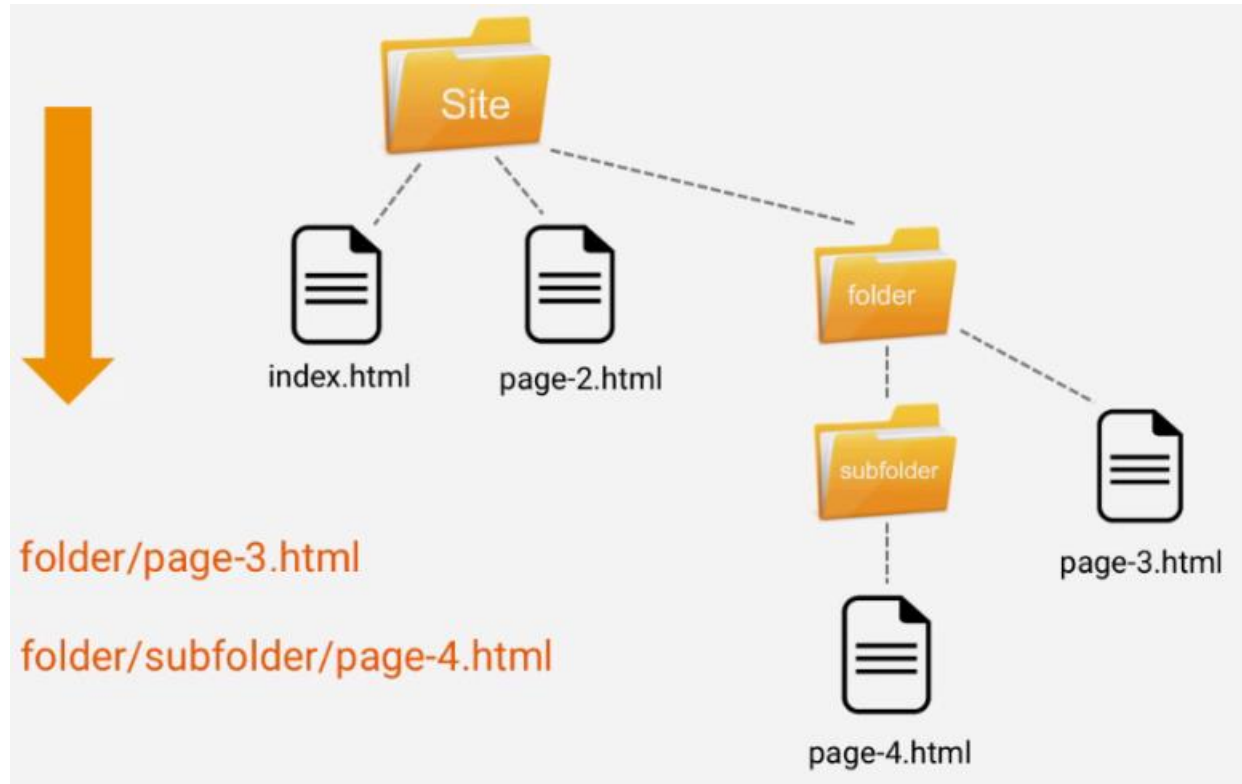 Site
folder
index.html
page-2.html
subfolder
folder/page-3.html
page-3.html
folder/subfolder/page-4.html
page-4.html